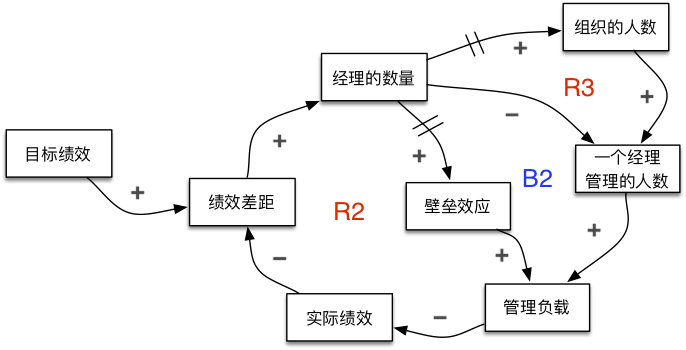 组织的人数
+
经理的数量
+
R3
+
−
目标绩效
+
+
B2
一个经理
管理的人数
+
绩效差距
R2
壁垒效应
+
+
−
管理负载
实际绩效
−